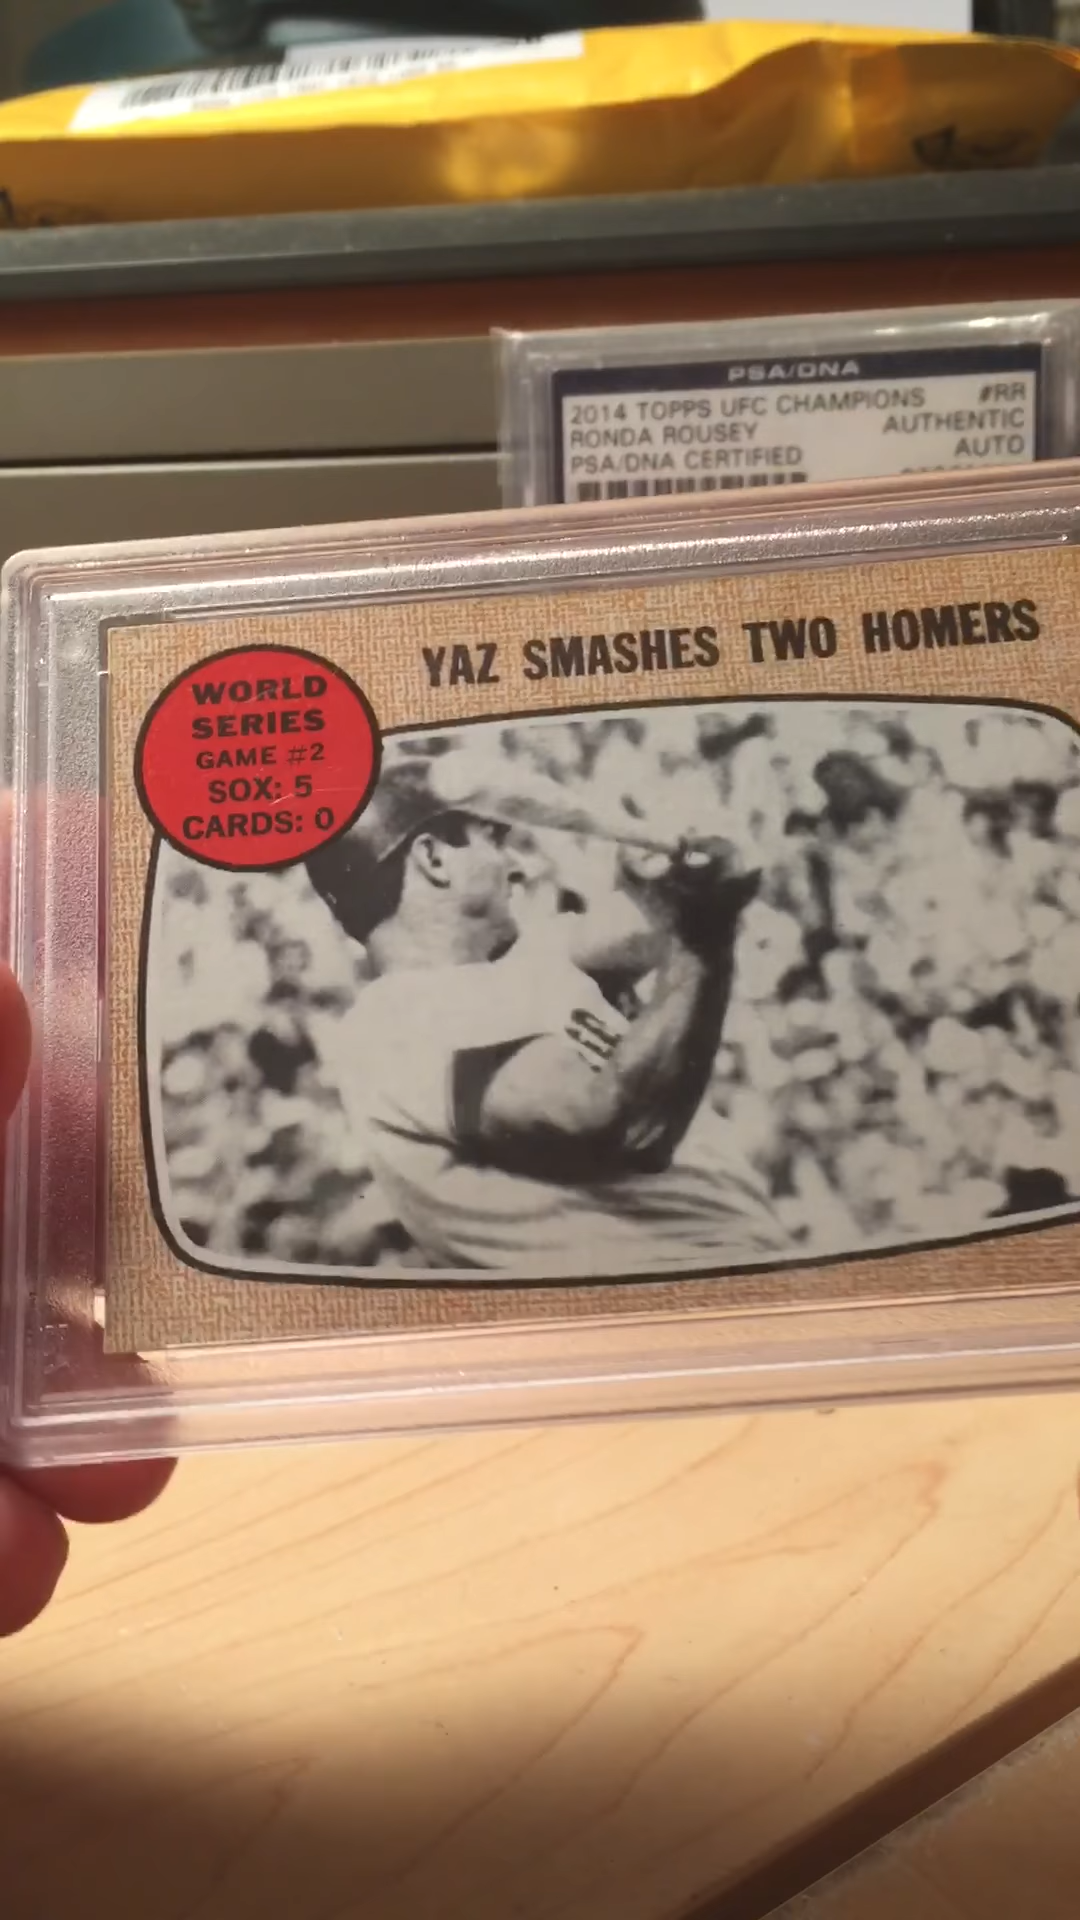 PSA/DNA
2014 TOPPS UFC CHAMPIONS #RR
RONDA ROUSEY AUTHENTIC
PSA/DNA CERTIFIED AUTO
YAZ SMASHES TWO HOMERS
WORLD
SERIES
GAME #2
SOX: 5
CARDS: 0